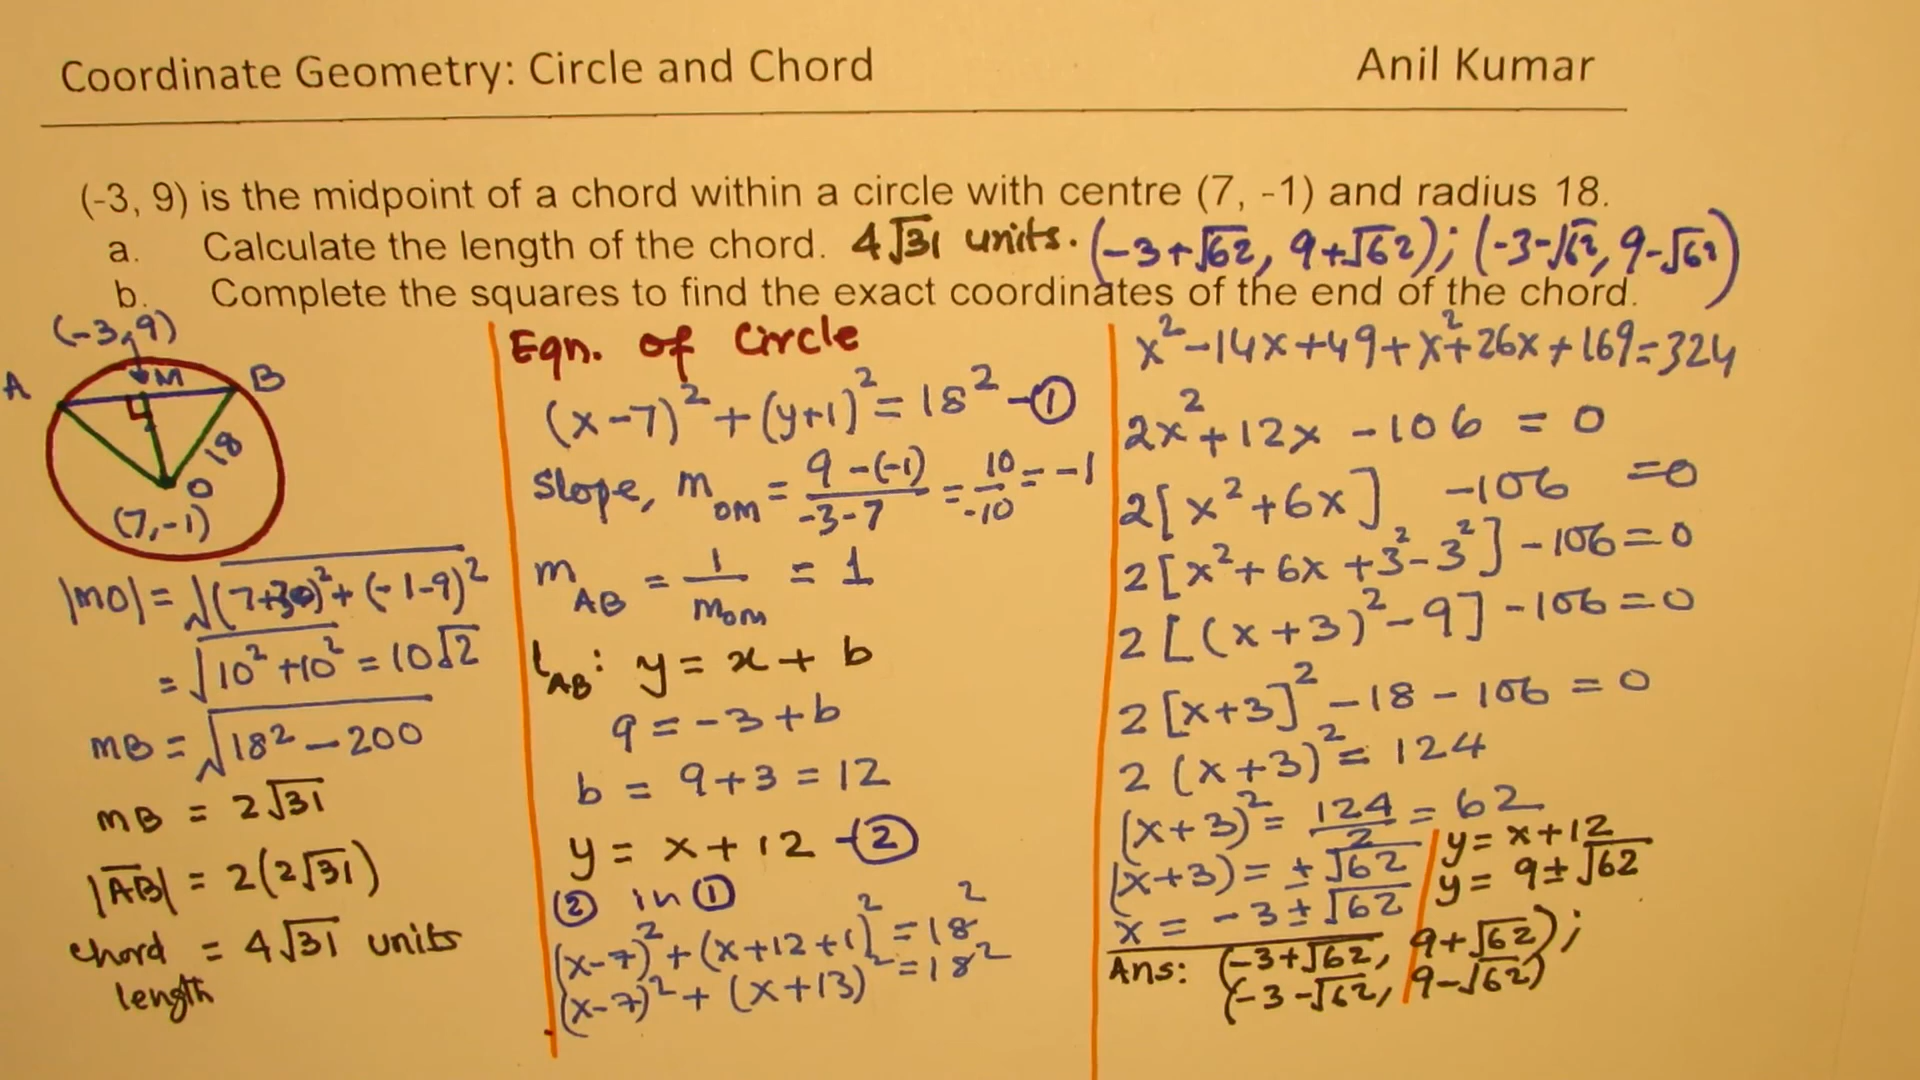 Coordinate Geometry: Circle and Chord Anil Kumar
(-3, 9) is the midpoint of a chord within a circle with centre (7, -1) and radius 18.
a. Calculate the length of the chord. 4√31 units. (-3+√62, 9+√62); (-3-√62, 9-√62)
b. Complete the squares to find the exact coordinates of the end of the chord.
(-3, 9)
A M B
18
O
(7, -1)
|MO| = √(7+3)² + (-1-9)²
= √10² + 10² = 10√2
MB = √18² - 200
MB = 2√31
|AB| = 2(2√31)
chord = 4√31 units
length
Eqn. of Circle
(x-7)² + (y+1)² = 18² - ①
Slope, m OM = 9-(-1) / -3-7 = 10 / -10 = -1
m AB = 1 / m OM = 1
L AB: y = x + b
9 = -3 + b
b = 9 + 3 = 12
y = x + 12 - ②
② in ①
(x-7)² + (x+12+1)² = 18²
(x-7)² + (x+13)² = 18²
x² - 14x + 49 + x² + 26x + 169 = 324
2x² + 12x - 106 = 0
2[x² + 6x] - 106 = 0
2[x² + 6x + 3² - 3²] - 106 = 0
2[(x+3)² - 9] - 106 = 0
2[x+3]² - 18 - 106 = 0
2(x+3)² = 124
(x+3)² = 124 / 2 = 62
(x+3) = ±√62
x = -3 ± √62
y = x + 12
y = 9 ± √62
Ans: (-3+√62, 9+√62);
(-3-√62, 9-√62)